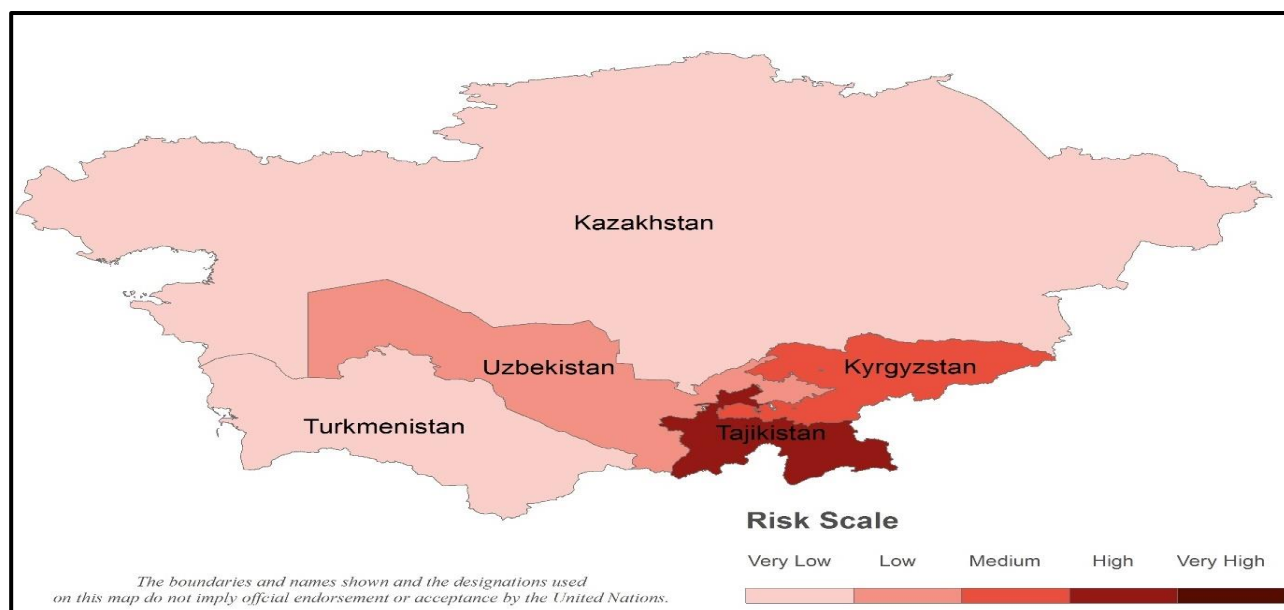 Kazakhstan
Uzbekistan
Kyrgyzstan
Turkmenistan
Tajikistan
Risk Scale
Very Low Low Medium High Very High
The boundaries and names shown and the designations used
on this map do not imply offcial endorsement or acceptance by the United Nations.